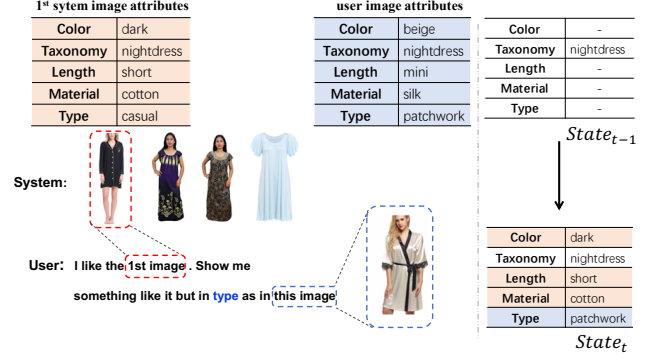 1st sytem image attributes
Color dark
Taxonomy nightdress
Length short
Material cotton
Type casual
user image attributes
Color beige
Taxonomy nightdress
Length mini
Material silk
Type patchwork
Color -
Taxonomy nightdress
Length -
Material -
Type -
State t-1
System:
User: I like the 1st image . Show me
something like it but in type as in this image
Color dark
Taxonomy nightdress
Length short
Material cotton
Type patchwork
State t